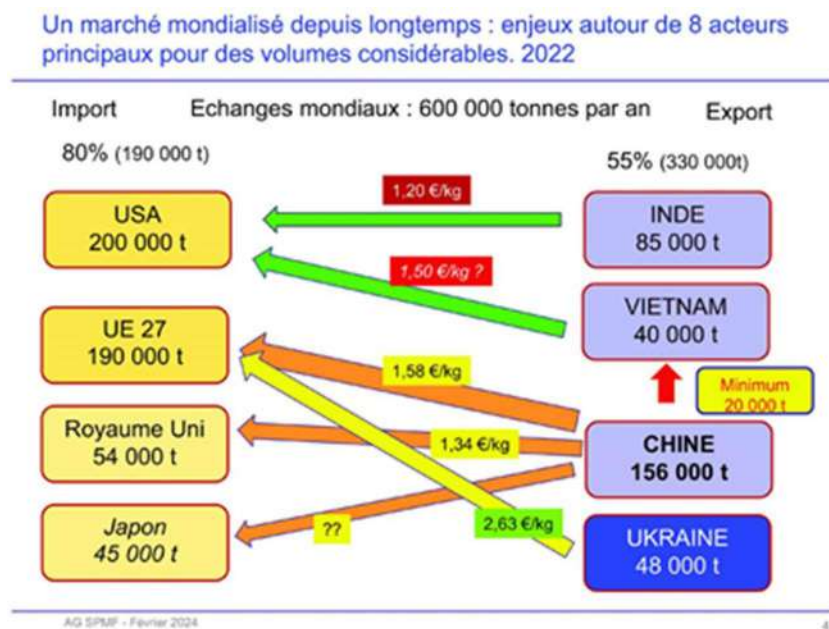 Un marché mondialisé depuis longtemps : enjeux autour de 8 acteurs
principaux pour des volumes considérables. 2022
Import
Echanges mondiaux : 600 000 tonnes par an
Export
80% (190 000 t)
55% (330 000t)
USA
200 000 t
1,20 €/kg
INDE
85 000 t
1,50 €/kg ?
VIETNAM
40 000 t
UE 27
190 000 t
1,58 €/kg
Minimum
20 000 t
Royaume Uni
54 000 t
1,34 €/kg
CHINE
156 000 t
Japon
45 000 t
??
2,63 €/kg
UKRAINE
48 000 t
AG SPMF - Février 2024
4